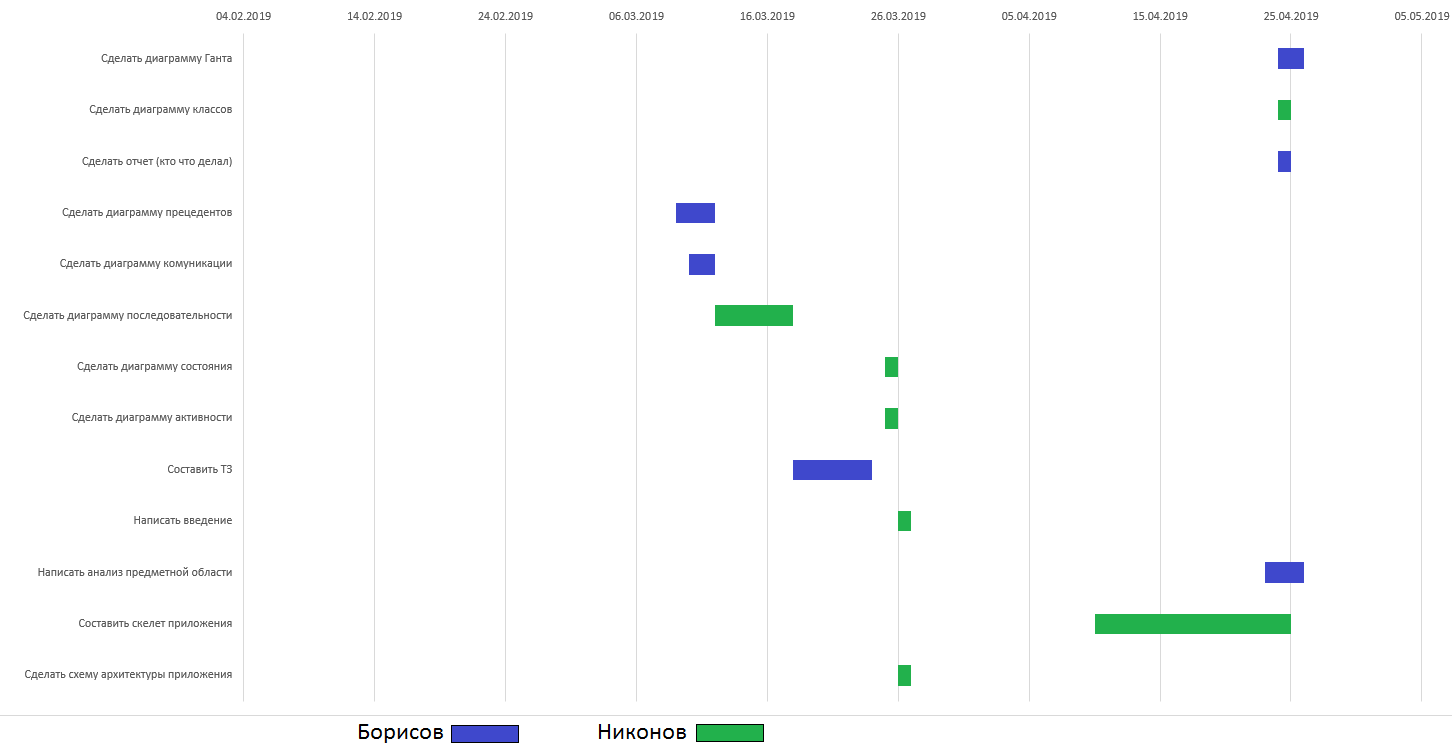 04.02.2019 14.02.2019 24.02.2019 06.03.2019 16.03.2019 26.03.2019 05.04.2019 15.04.2019 25.04.2019 05.05.2019
Сделать диаграмму Ганта
Сделать диаграмму классов
Сделать отчет (кто что делал)
Сделать диаграмму прецедентов
Сделать диаграмму комуникации
Сделать диаграмму последовательности
Сделать диаграмму состояния
Сделать диаграмму активности
Составить ТЗ
Написать введение
Написать анализ предметной области
Составить скелет приложения
Сделать схему архитектуры приложения
Борисов Никонов